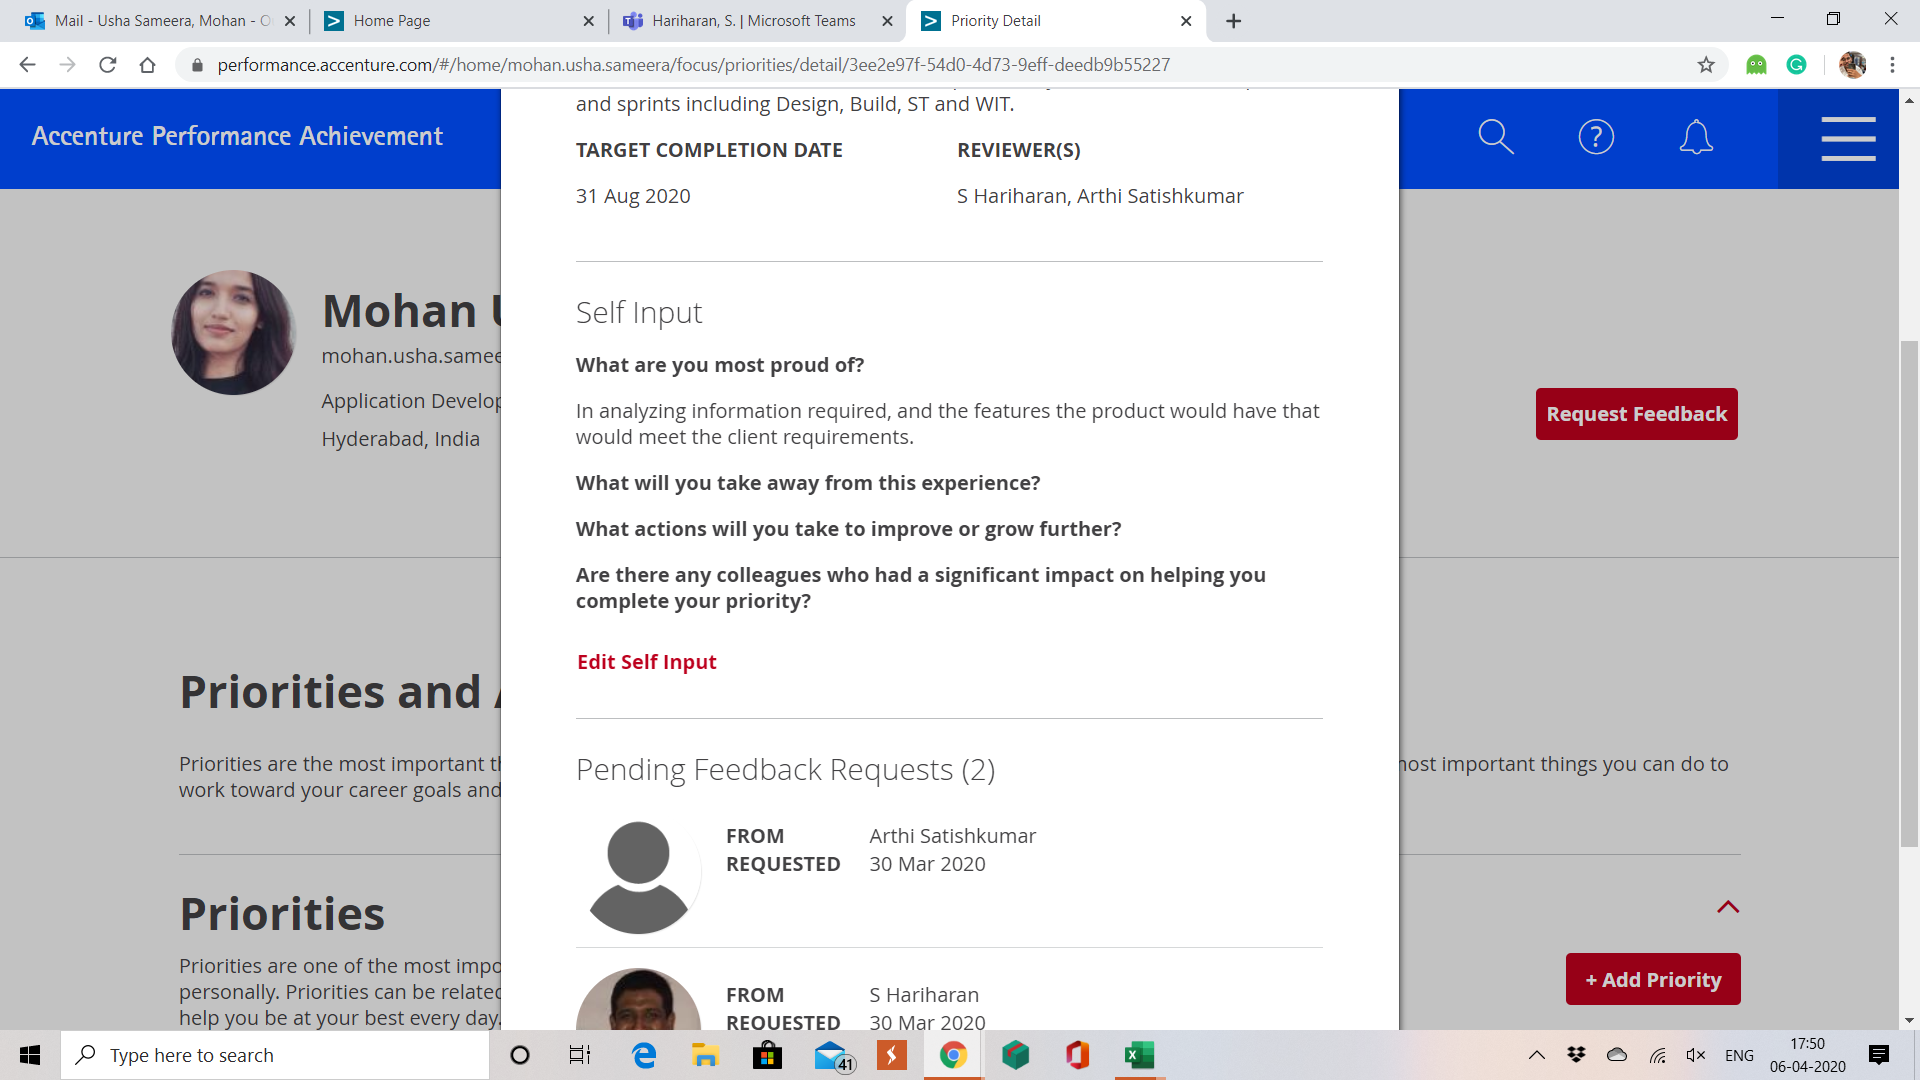 Mail - Usha Sameera, Mohan - O
Home Page
Hariharan, S. | Microsoft Teams
Priority Detail
performance.accenture.com/#/home/mohan.usha.sameera/focus/priorities/detail/3ee2e97f-54d0-4d73-9eff-deedb9b55227
Accenture Performance Achievement
and sprints including Design, Build, ST and WIT.
TARGET COMPLETION DATE
REVIEWER(S)
31 Aug 2020
S Hariharan, Arthi Satishkumar
Mohan U
mohan.usha.samee
Application Develop
Hyderabad, India
Request Feedback
Self Input
What are you most proud of?
In analyzing information required, and the features the product would have that
would meet the client requirements.
What will you take away from this experience?
What actions will you take to improve or grow further?
Are there any colleagues who had a significant impact on helping you
complete your priority?
Edit Self Input
Priorities and A
Priorities are the most important th
most important things you can do to
work toward your career goals and
Pending Feedback Requests (2)
FROM Arthi Satishkumar
REQUESTED 30 Mar 2020
Priorities
Priorities are one of the most impo
personally. Priorities can be related
help you be at your best every day.
+ Add Priority
FROM S Hariharan
REQUESTED 30 Mar 2020
Type here to search
41
ENG
17:50
06-04-2020